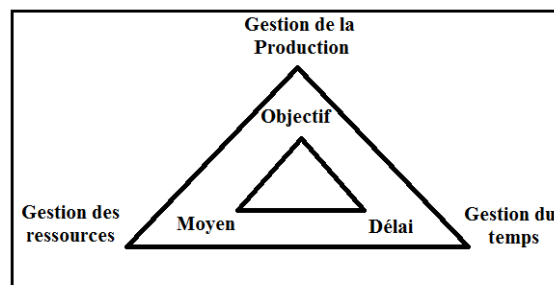 Gestion de la
Production
Objectif
Gestion des
ressources
Moyen
Délai
Gestion du
temps